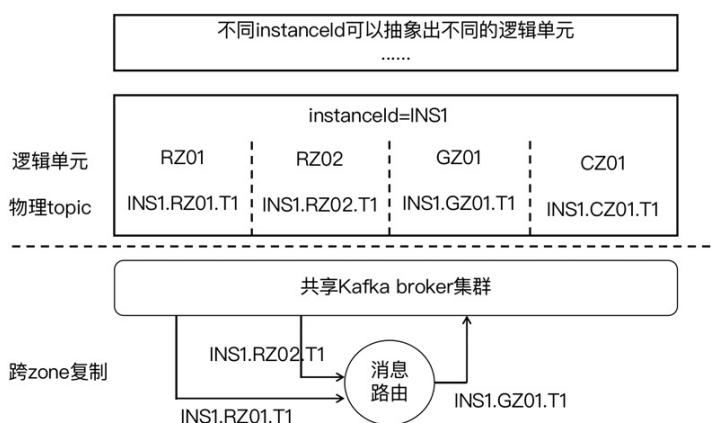 不同instanceId可以抽象出不同的逻辑单元
......
instanceId=INS1
逻辑单元 RZ01 RZ02 GZ01 CZ01
物理topic INS1.RZ01.T1 INS1.RZ02.T1 INS1.GZ01.T1 INS1.CZ01.T1
共享Kafka broker集群
INS1.RZ02.T1
跨zone复制
消息
路由
INS1.GZ01.T1
INS1.RZ01.T1